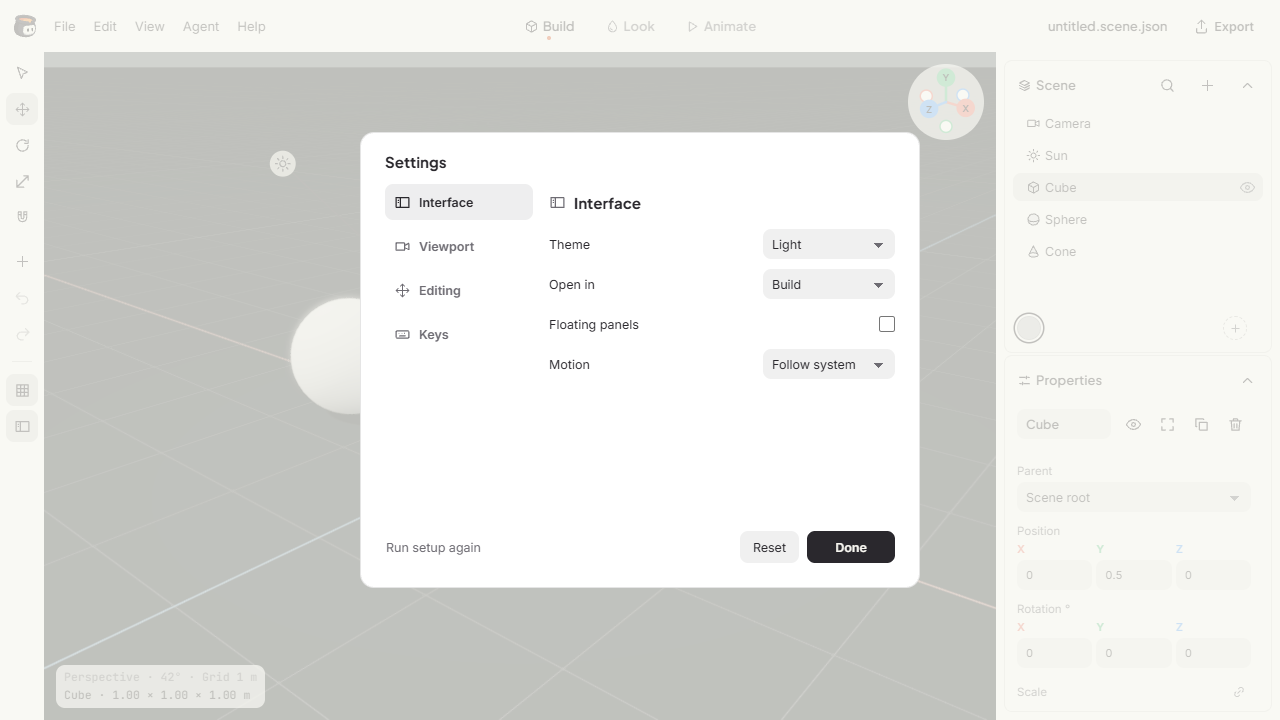 File Edit View Agent Help
Build Look Animate
untitled.scene.json Export
Y
Z X
Scene
Camera
Sun
Cube
Sphere
Cone
Settings
Interface
Viewport
Editing
Keys
Interface
Theme Light
Open in Build
Floating panels
Motion Follow system
Run setup again Reset Done
Properties
Cube
Parent
Scene root
Position
X Y Z
0 0.5 0
Rotation *
X Y Z
0 0 0
Scale
Perspective · 42° · Grid 1 m
Cube · 1.00 × 1.00 × 1.00 m